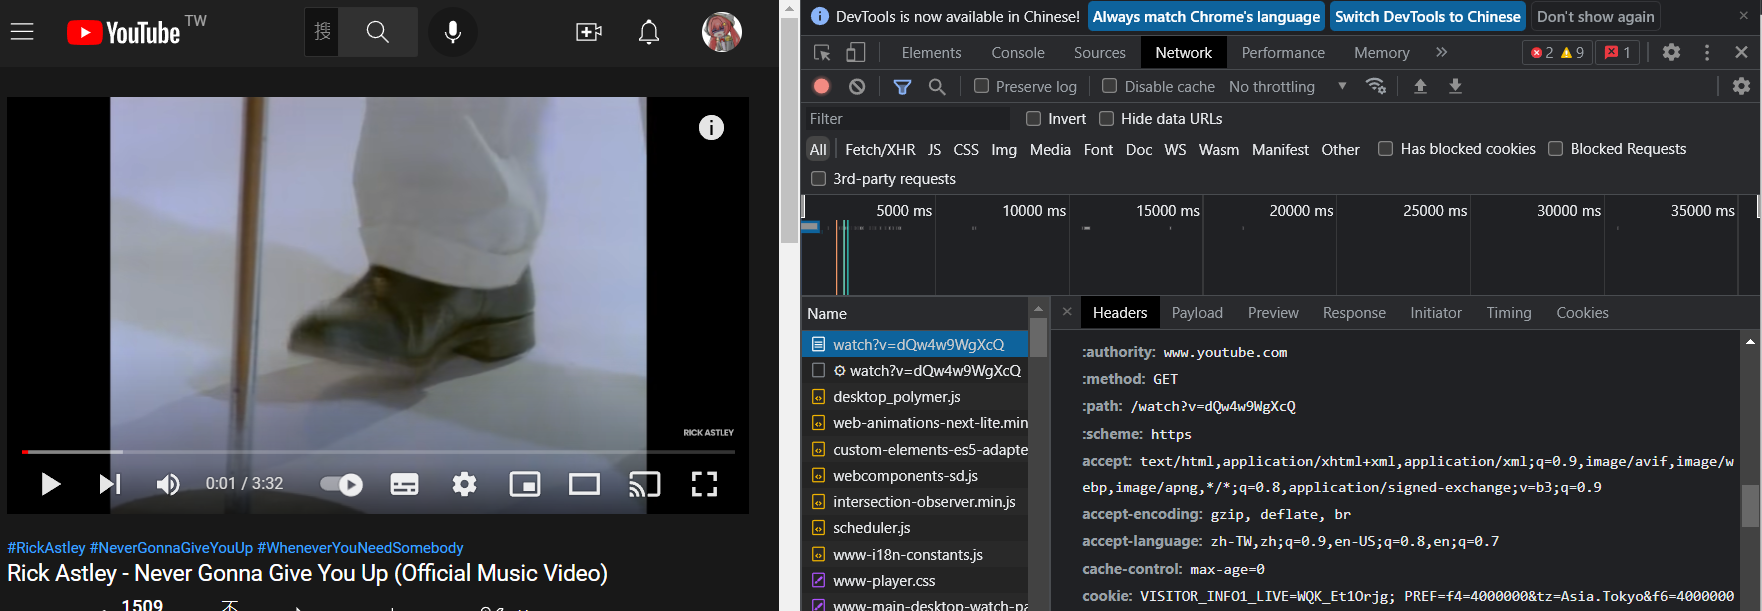 YouTube TW
搜
RICK ASTLEY
0:01 / 3:32
#RickAstley #NeverGonnaGiveYouUp #WheneverYouNeedSomebody
Rick Astley - Never Gonna Give You Up (Official Music Video)
1509
DevTools is now available in Chinese! Always match Chrome's language Switch DevTools to Chinese Don't show again
Elements Console Sources Network Performance Memory 2 9 1
Preserve log Disable cache No throttling
Filter Invert Hide data URLs
All Fetch/XHR JS CSS Img Media Font Doc WS Wasm Manifest Other Has blocked cookies Blocked Requests
3rd-party requests
5000 ms 10000 ms 15000 ms 20000 ms 25000 ms 30000 ms 35000 ms
Name
watch?v=dQw4w9WgXcQ
watch?v=dQw4w9WgXcQ
desktop_polymer.js
web-animations-next-lite.min
custom-elements-es5-adapte
webcomponents-sd.js
intersection-observer.min.js
scheduler.js
www-i18n-constants.js
www-player.css
www-main-desktop-watch-pa
Headers Payload Preview Response Initiator Timing Cookies
:authority: www.youtube.com
:method: GET
:path: /watch?v=dQw4w9WgXcQ
:scheme: https
accept: text/html,application/xhtml+xml,application/xml;q=0.9,image/avif,image/w
ebp,image/apng,*/*;q=0.8,application/signed-exchange;v=b3;q=0.9
accept-encoding: gzip, deflate, br
accept-language: zh-TW,zh;q=0.9,en-US;q=0.8,en;q=0.7
cache-control: max-age=0
cookie: VISITOR_INFO1_LIVE=WQK_Et1Orjg; PREF=f4=4000000&tz=Asia.Tokyo&f6=4000000